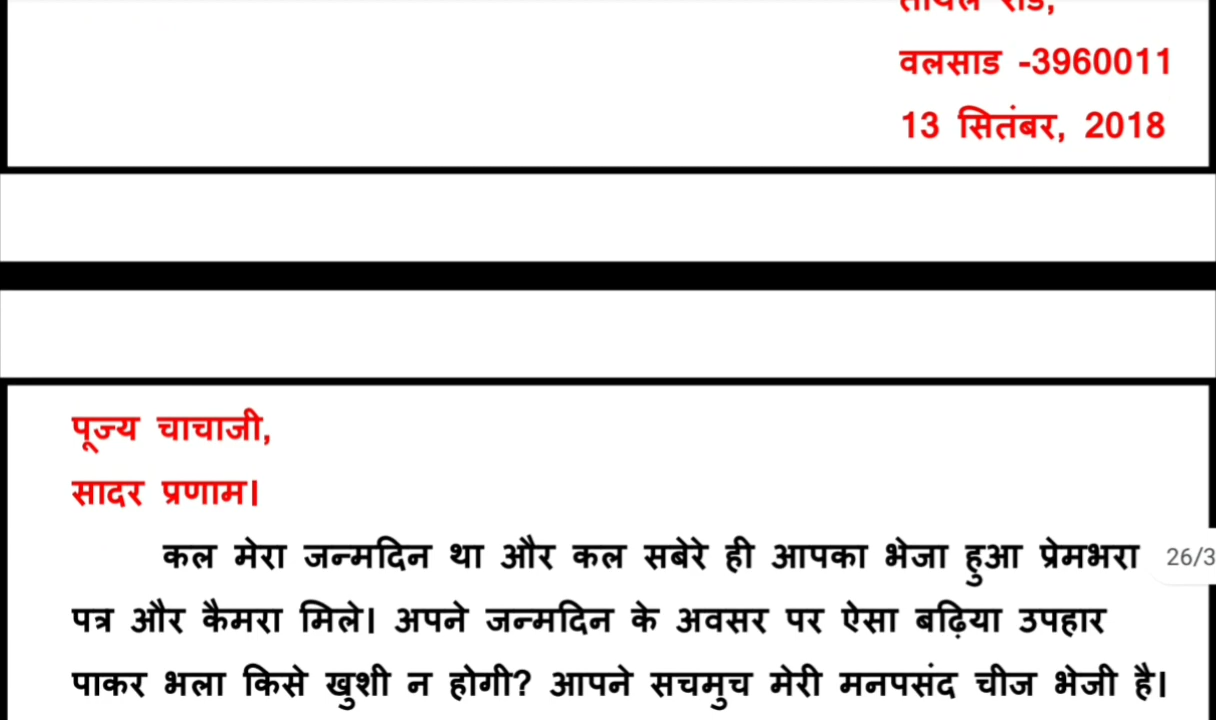 वलसाड -3960011
13 सितंबर, 2018
पूज्य चाचाजी,
सादर प्रणाम।
कल मेरा जन्मदिन था और कल सबेरे ही आपका भेजा हुआ प्रेमभरा
26/3
पत्र और कैमरा मिले। अपने जन्मदिन के अवसर पर ऐसा बढ़िया उपहार
पाकर भला किसे खुशी न होगी? आपने सचमुच मेरी मनपसंद चीज भेजी है।